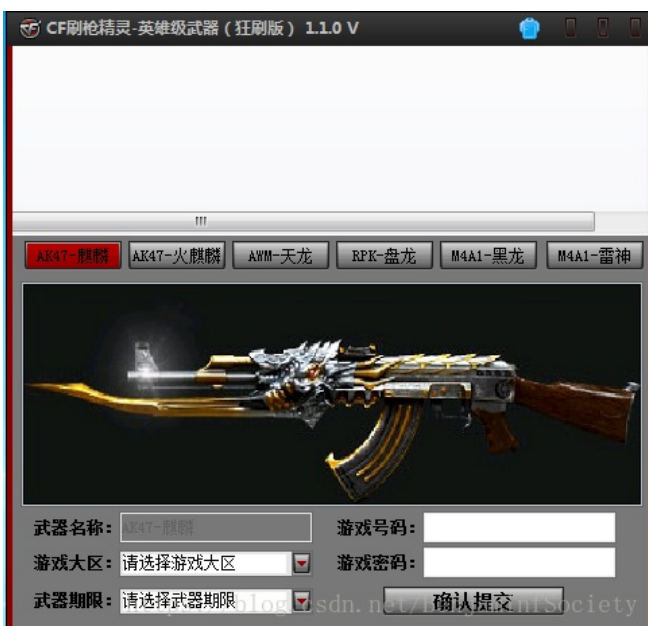 CF刷枪精灵-英雄级武器（狂刷版） 1.1.0 V
AK47-麒麟 AK47-火麒麟 AWM-天龙 RPK-盘龙 M4A1-黑龙 M4A1-雷神
武器名称： AK47-麒麟 游戏号码：
游戏大区： 请选择游戏大区 游戏密码：
武器期限： 请选择武器期限 确认提交